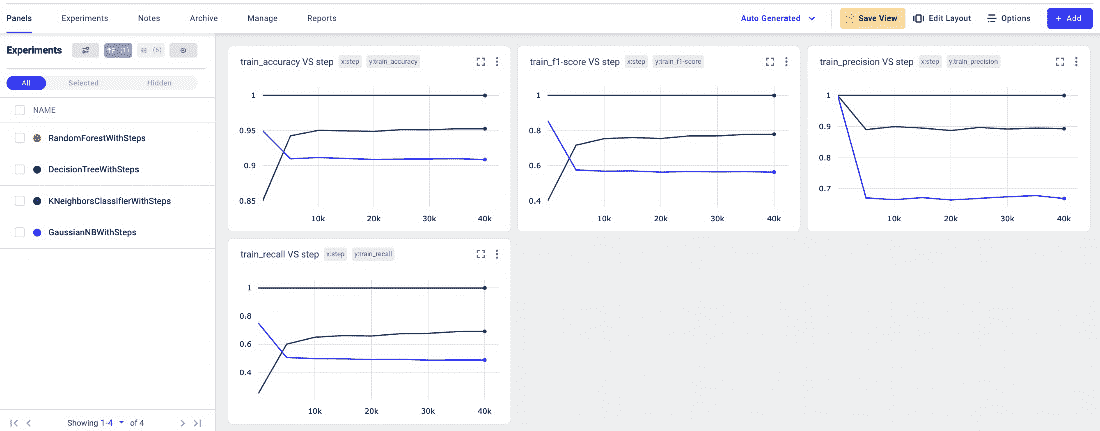 Panels Experiments Notes Archive Manage Reports Auto Generated Save View Edit Layout Options + Add
Experiments
All Selected Hidden
NAME
RandomForestWithSteps
DecisionTreeWithSteps
KNeighborsClassifierWithSteps
GaussianNBWithSteps
Showing 1-4 of 4
train_accuracy VS step x:step y:train_accuracy
1
0.95
0.9
0.85
10k 20k 30k 40k
train_f1-score VS step x:step y:train_f1-score
1
0.8
0.6
0.4
10k 20k 30k 40k
train_precision VS step x:step y:train_precision
1
0.9
0.8
0.7
10k 20k 30k 40k
train_recall VS step x:step y:train_recall
1
0.8
0.6
0.4
10k 20k 30k 40k